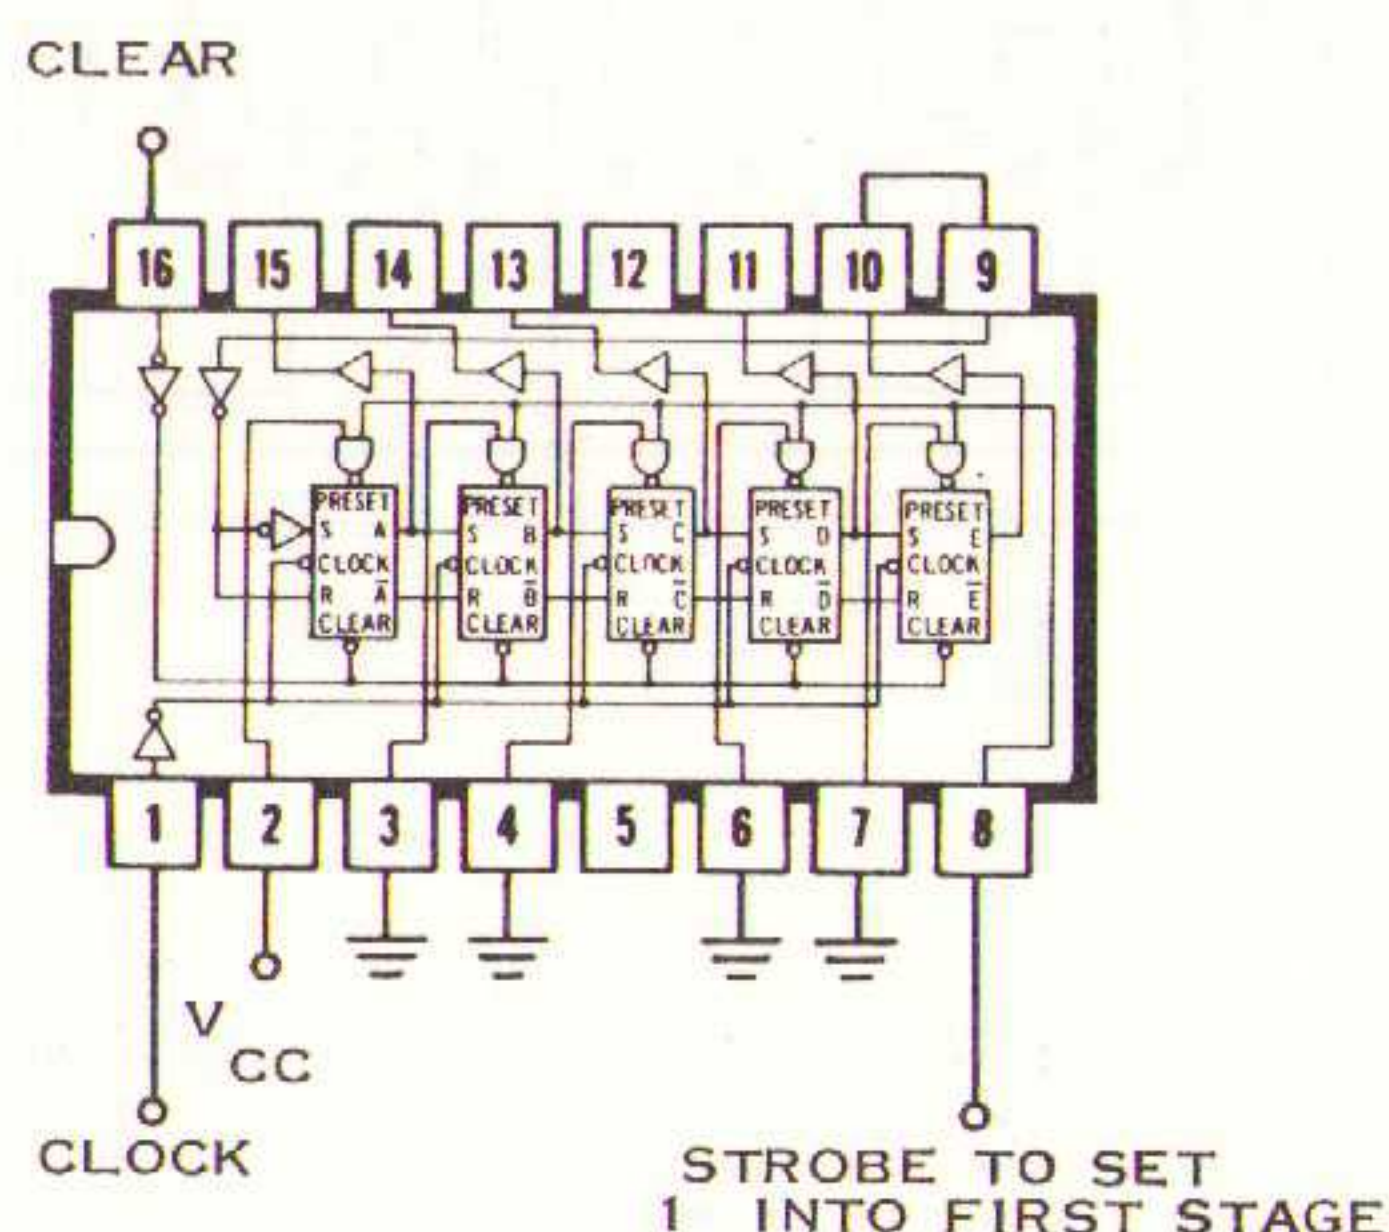 CLEAR
16 15 14 13 12 11 10 9
PRESET PRESET PRESET PRESET PRESET
S A S B S C S D S E
CLOCK CLOCK CLOCK CLOCK CLOCK
R A̅ R B̅ R C̅ R D̅ R E̅
CLEAR CLEAR CLEAR CLEAR CLEAR
1 2 3 4 5 6 7 8
VCC
CLOCK
STROBE TO SET
1 INTO FIRST STAGE